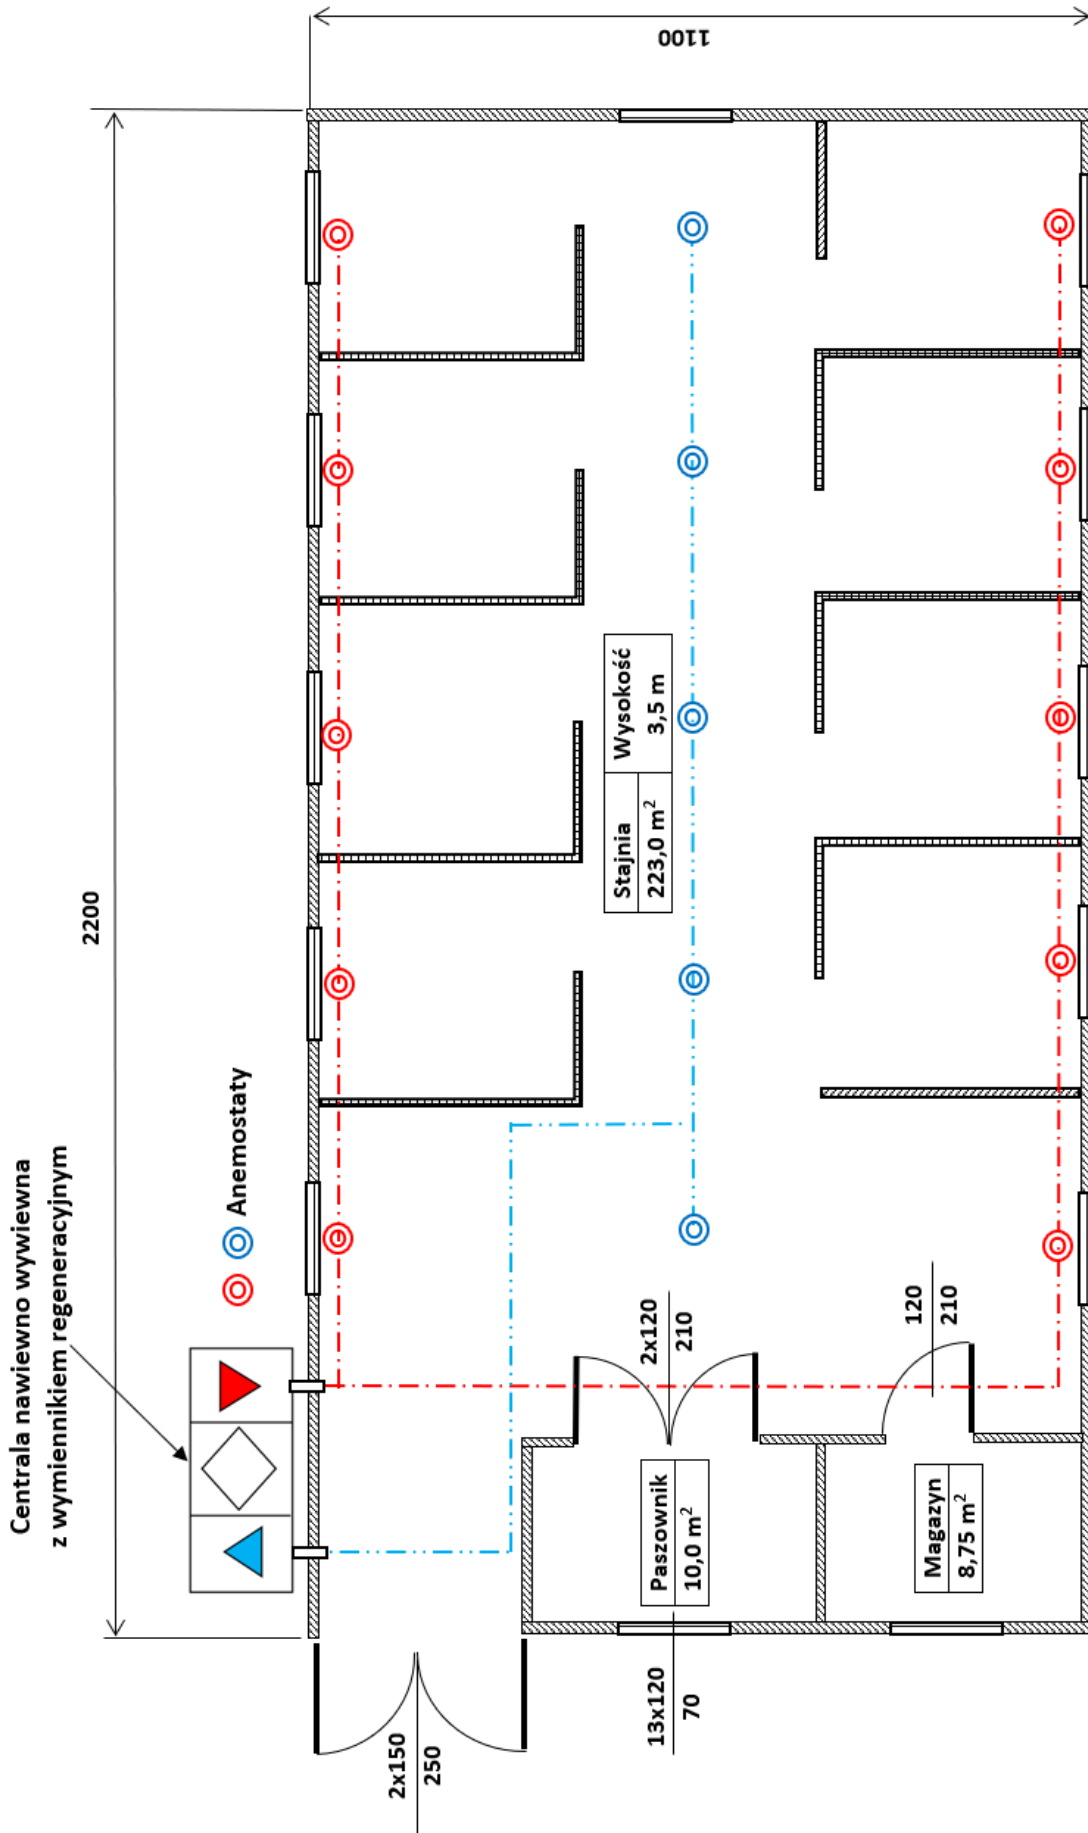 Centrala nawiewno wywiewna
z wymiennikiem regeneracyjnym
Anemostaty
2200
1100
Stajnia
223,0 m²
Wysokość
3,5 m
2x120
210
120
210
Paszownik
10,0 m²
Magazyn
8,75 m²
2x150
250
13x120
70